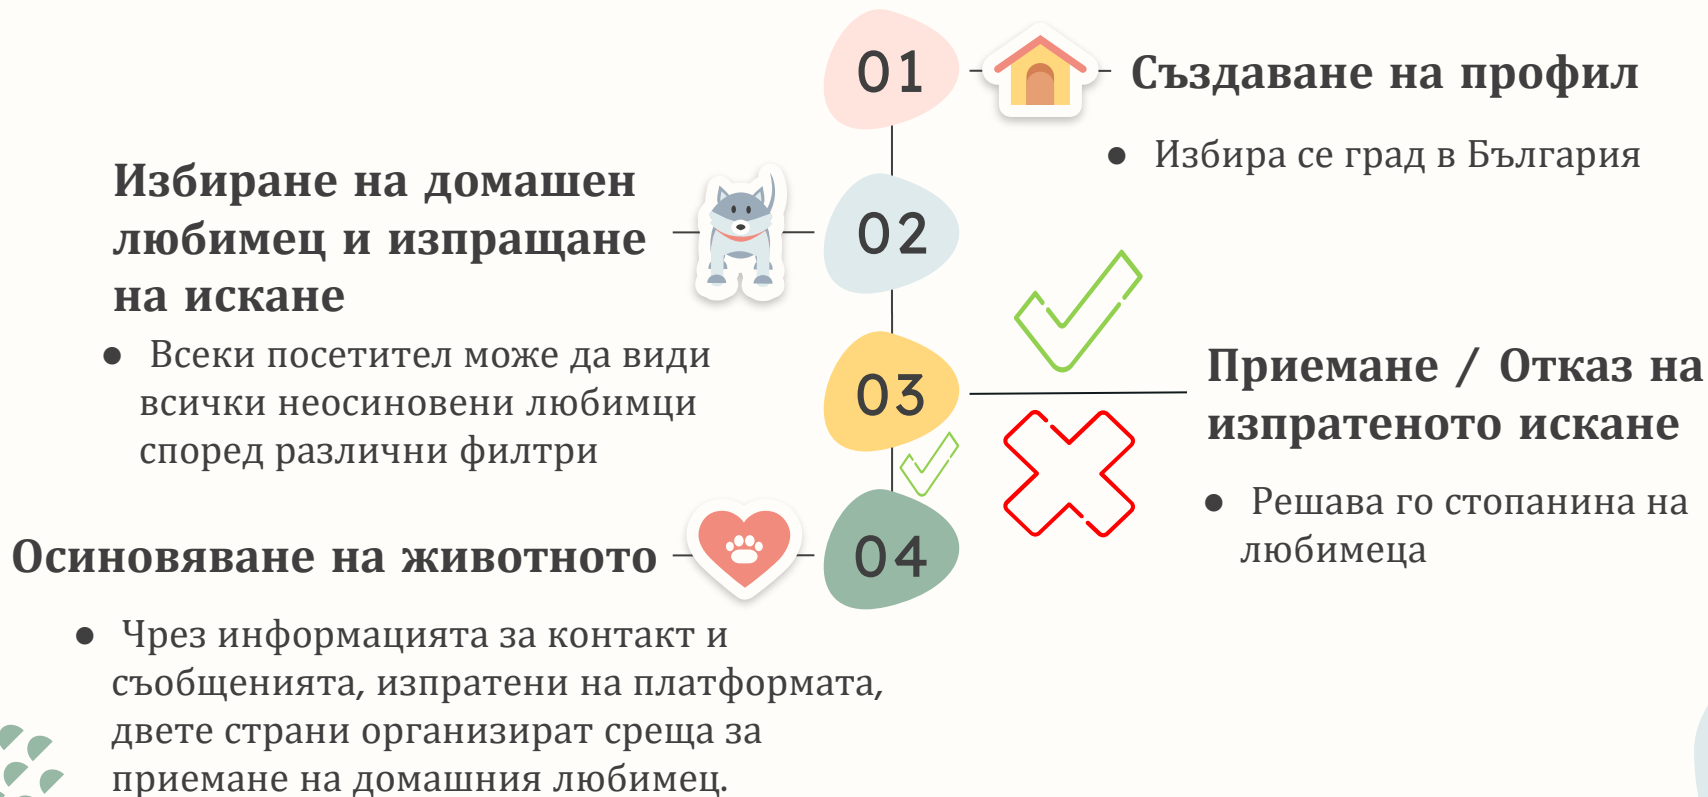 01
Създаване на профил
● Избира се град в България
Избиране на домашен
любимец и изпращане
на искане
02
● Всеки посетител може да види
всички неосиновени любимци
според различни филтри
03
Приемане / Отказ на
изпратеното искане
● Решава го стопанина на
любимеца
Осиновяване на животното
04
● Чрез информацията за контакт и
съобщенията, изпратени на платформата,
двете страни организират среща за
приемане на домашния любимец.